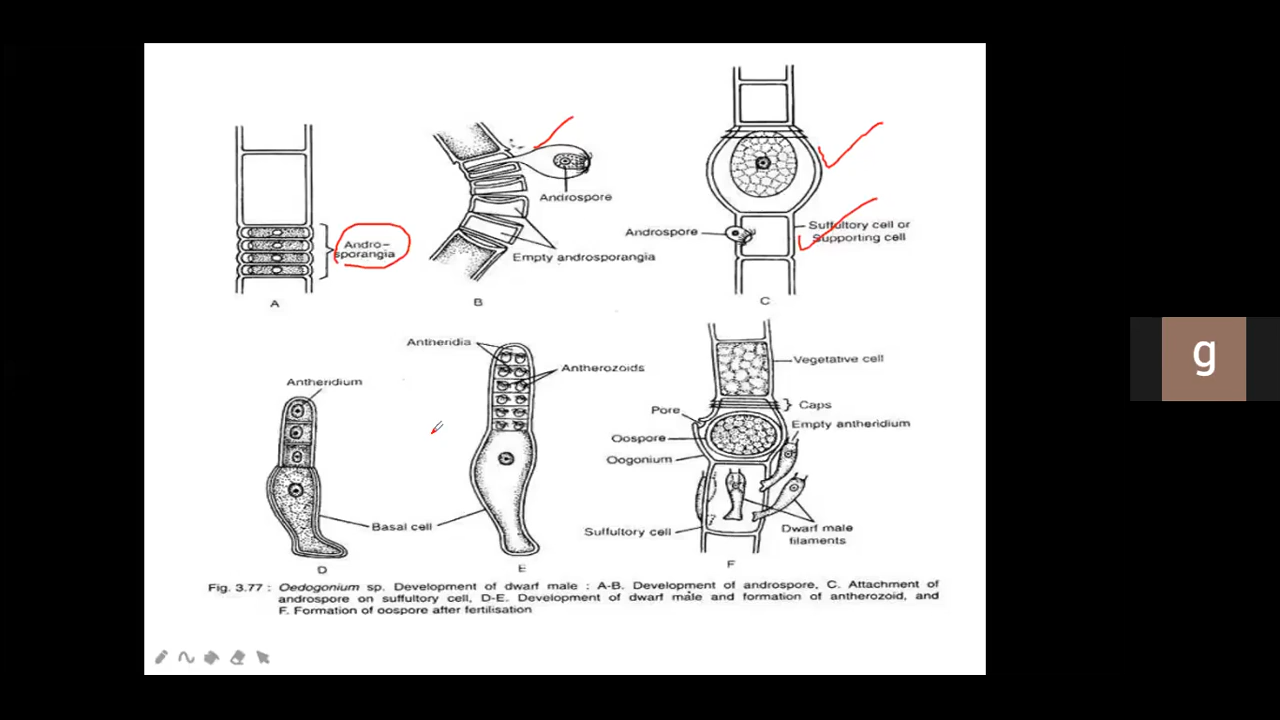 Andro-
sporangia
A
Androspore
Empty androsporangia
B
Androspore
Suffultory cell or
Supporting cell
C
Antheridium
D
Antheridia
Antherozoids
Basal cell
E
Vegetative cell
Caps
Pore
Empty antheridium
Oospore
Oogonium
Suffultory cell
Dwarf male
filaments
F
Fig. 3.77 : Oedogonium sp. Development of dwarf male : A-B. Development of androspore, C. Attachment of
androspore on suffultory cell, D-E. Development of dwarf male and formation of antherozoid, and
F. Formation of oospore after fertilisation
g